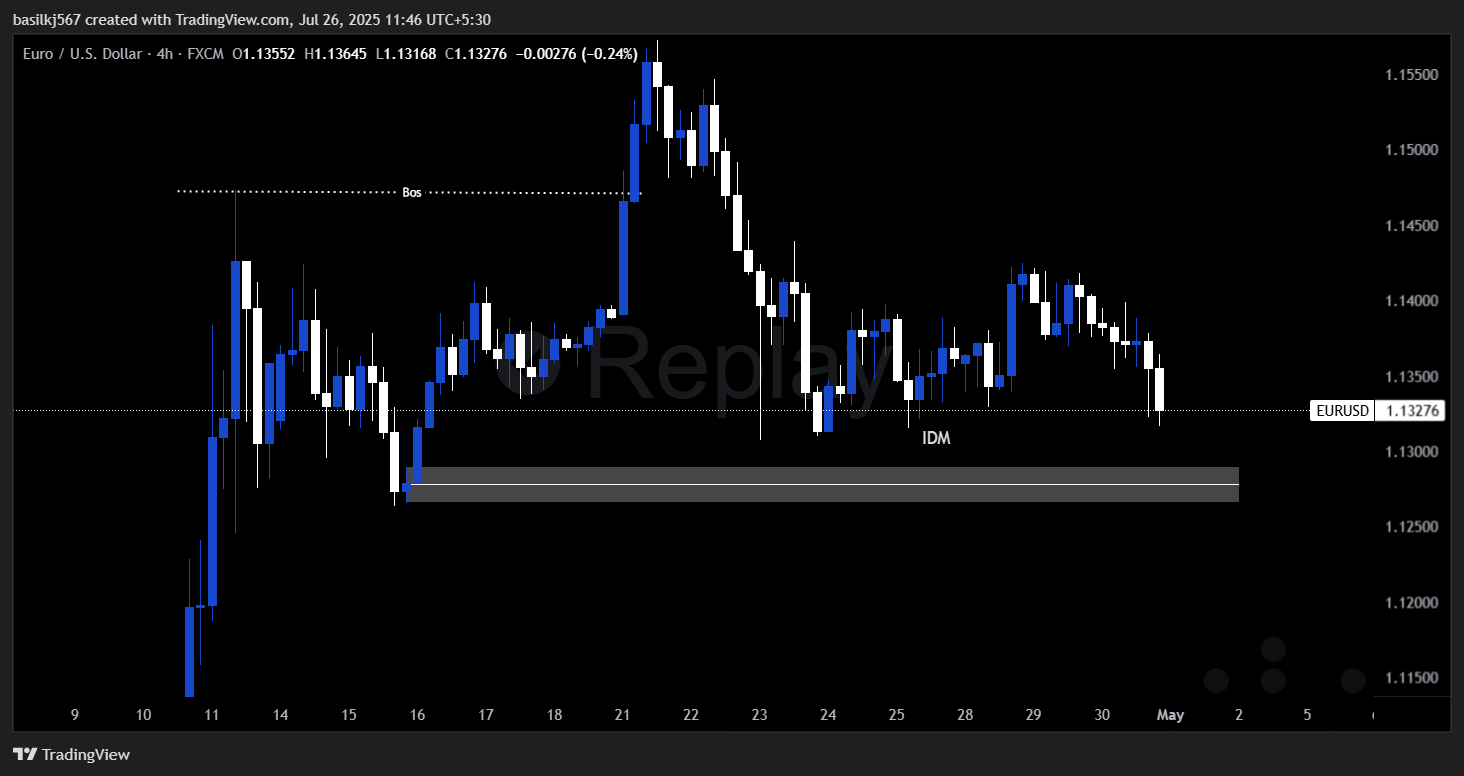 basilkj567 created with TradingView.com, Jul 26, 2025 11:46 UTC+5:30
Euro / U.S. Dollar · 4h · FXCM O1.13552 H1.13645 L1.13168 C1.13276 −0.00276 (−0.24%)
1.15500
1.15000
Bos
1.14500
1.14000
Replay
1.13500
EURUSD 1.13276
IDM
1.13000
1.12500
1.12000
1.11500
9 10 11 14 15 16 17 18 21 22 23 24 25 28 29 30 May 2 5
TradingView